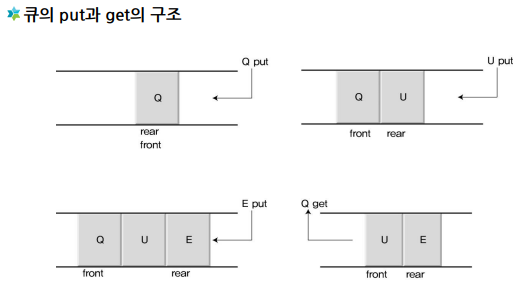 큐의 put과 get의 구조
Q put
Q
rear
front
U put
Q U
front rear
E put
Q U E
front rear
Q get
U E
front rear